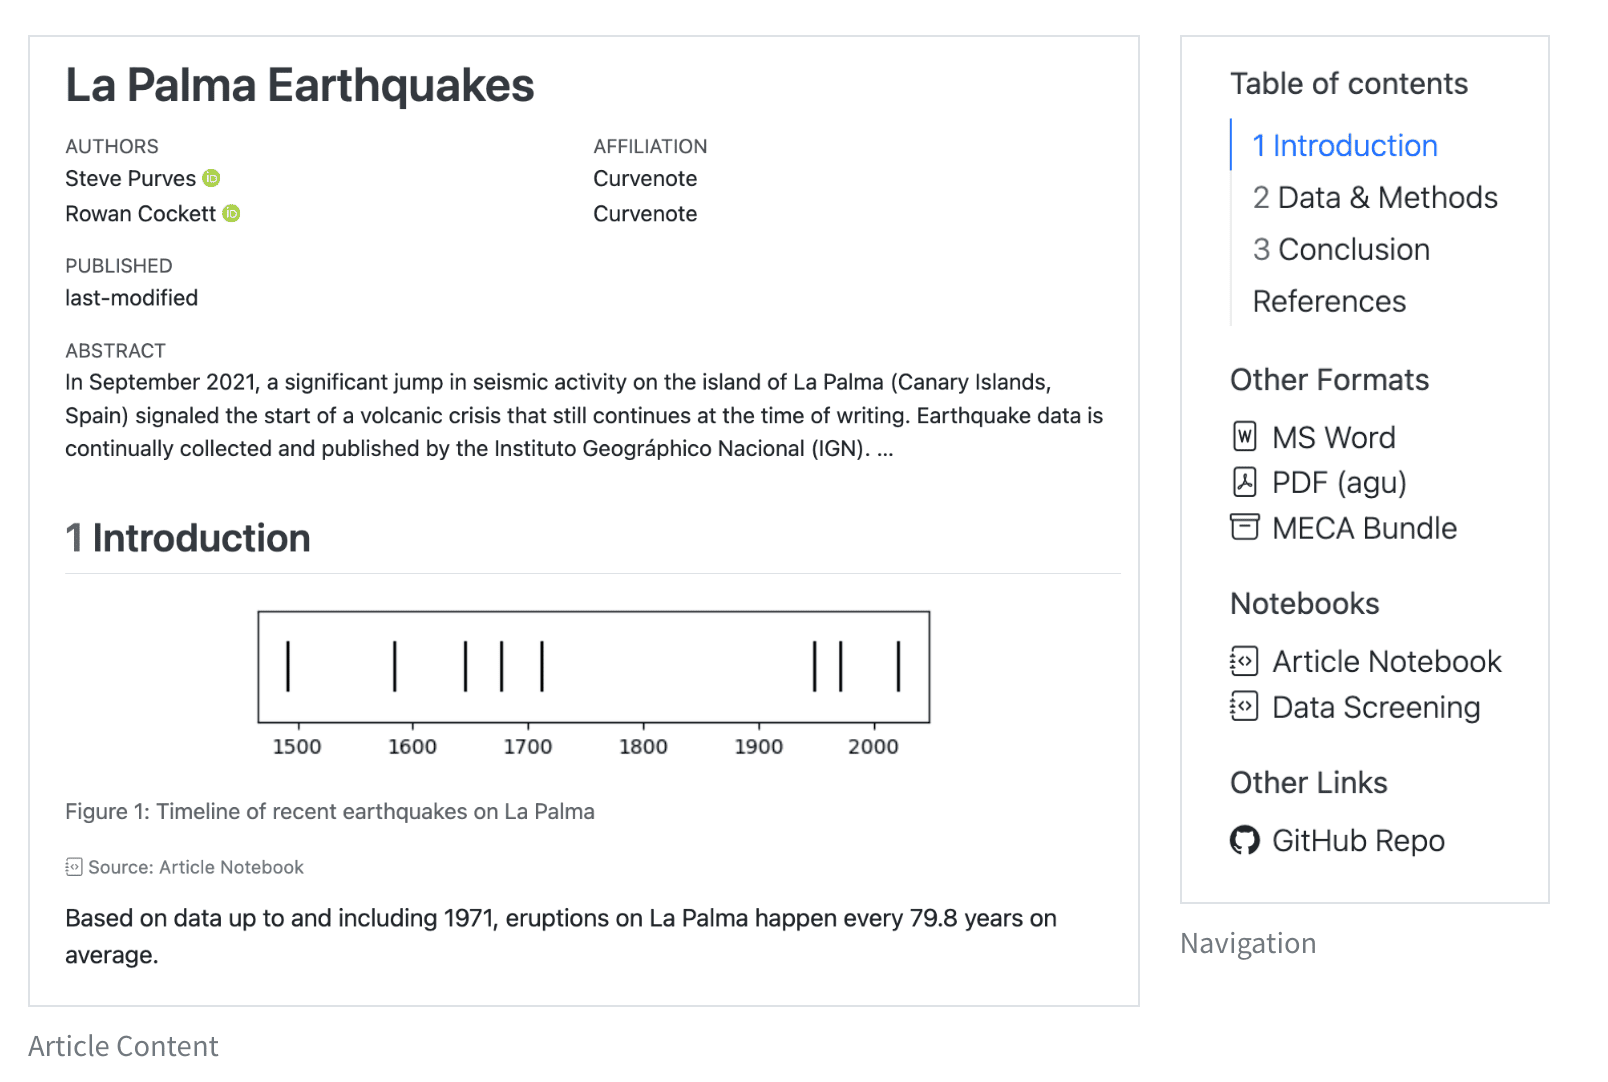 La Palma Earthquakes
AUTHORS
AFFILIATION
Steve Purves
Curvenote
Rowan Cockett
Curvenote
PUBLISHED
last-modified
ABSTRACT
In September 2021, a significant jump in seismic activity on the island of La Palma (Canary Islands,
Spain) signaled the start of a volcanic crisis that still continues at the time of writing. Earthquake data is
continually collected and published by the Instituto Geográphico Nacional (IGN). ...
1 Introduction
1500 1600 1700 1800 1900 2000
Figure 1: Timeline of recent earthquakes on La Palma
Source: Article Notebook
Based on data up to and including 1971, eruptions on La Palma happen every 79.8 years on
average.
Article Content
Table of contents
1 Introduction
2 Data & Methods
3 Conclusion
References
Other Formats
MS Word
PDF (agu)
MECA Bundle
Notebooks
Article Notebook
Data Screening
Other Links
GitHub Repo
Navigation